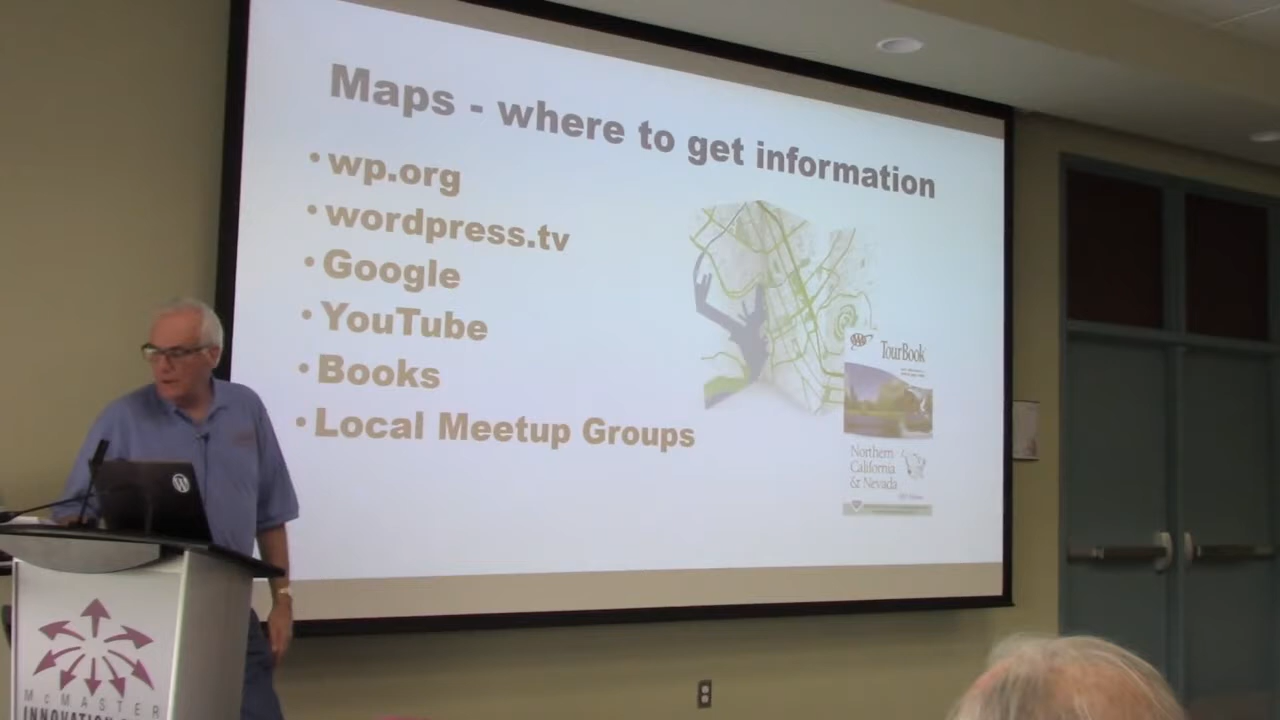 Maps - where to get information
• wp.org
• wordpress.tv
• Google
• YouTube
• Books
• Local Meetup Groups
TourBook
Northern
California
& Nevada
McMASTER
INNOVATION